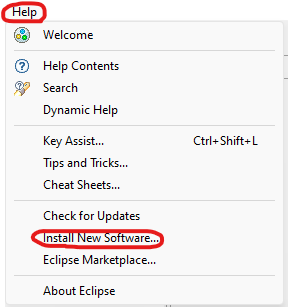 Help
Welcome
Help Contents
Search
Dynamic Help
Key Assist... Ctrl+Shift+L
Tips and Tricks...
Cheat Sheets...
Check for Updates
Install New Software...
Eclipse Marketplace...
About Eclipse